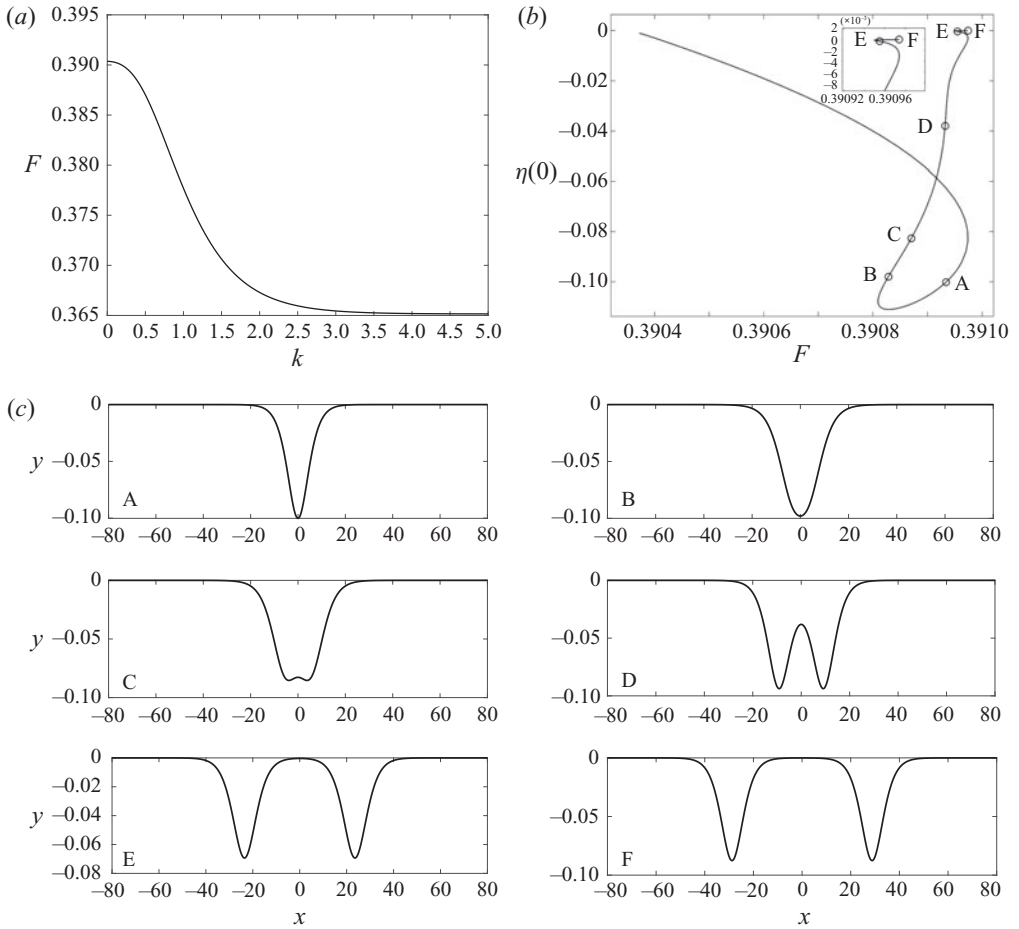 (a)
0.395
0.390
0.385
F 0.380
0.375
0.370
0.365
0 0.5 1.0 1.5 2.0 2.5 3.0 3.5 4.0 4.5 5.0
k
(b)
0
−0.02
−0.04
η(0) −0.06
−0.08
−0.10
0.3904 0.3906 0.3908 0.3910
F
E F
D
C
B
A
(×10⁻³)
2
0
−2
−4
−6
−8
0.39092 0.39096
E F
(c)
0
y −0.05
−0.10
A
−80 −60 −40 −20 0 20 40 60 80
0
y −0.05
−0.10
B
−80 −60 −40 −20 0 20 40 60 80
0
y −0.05
−0.10
C
−80 −60 −40 −20 0 20 40 60 80
0
−0.05
−0.10
D
−80 −60 −40 −20 0 20 40 60 80
0
−0.02
y −0.04
−0.06
−0.08
E
−80 −60 −40 −20 0 20 40 60 80
x
0
−0.05
−0.10
F
−80 −60 −40 −20 0 20 40 60 80
x